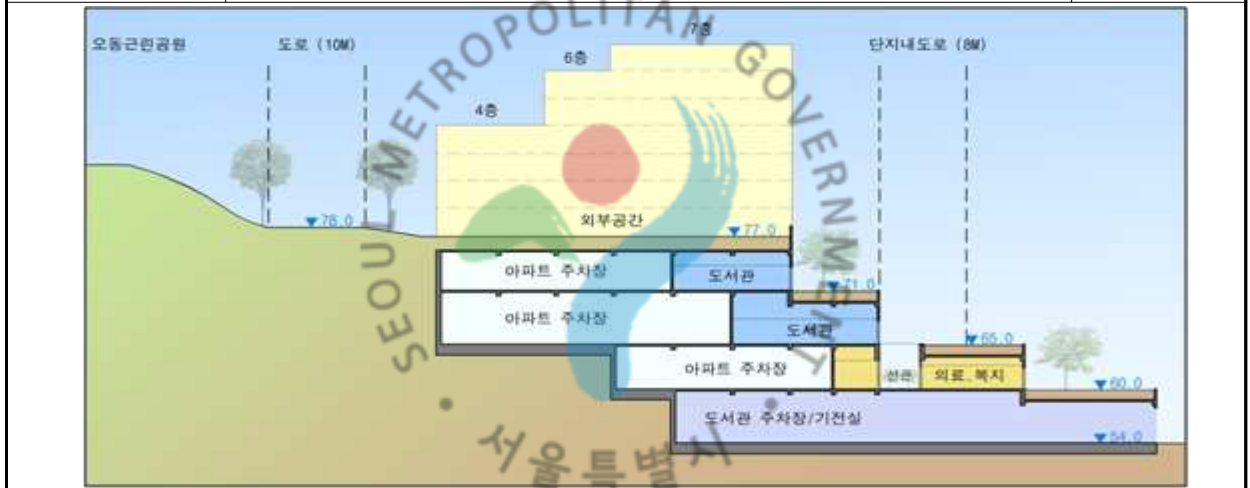 7층
오동근린공원 도로 (10M) 단지내도로 (8M)
6층
4층
▼78.0
외부공간
▼77.0
아파트 주차장 도서관
▼71.0
아파트 주차장 도서관
▼65.0
아파트 주차장 선큰 의료.복지
▼60.0
도서관 주차장/기전실
▼54.0
SEOUL METROPOLITAN GOVERNMENT
서울특별시